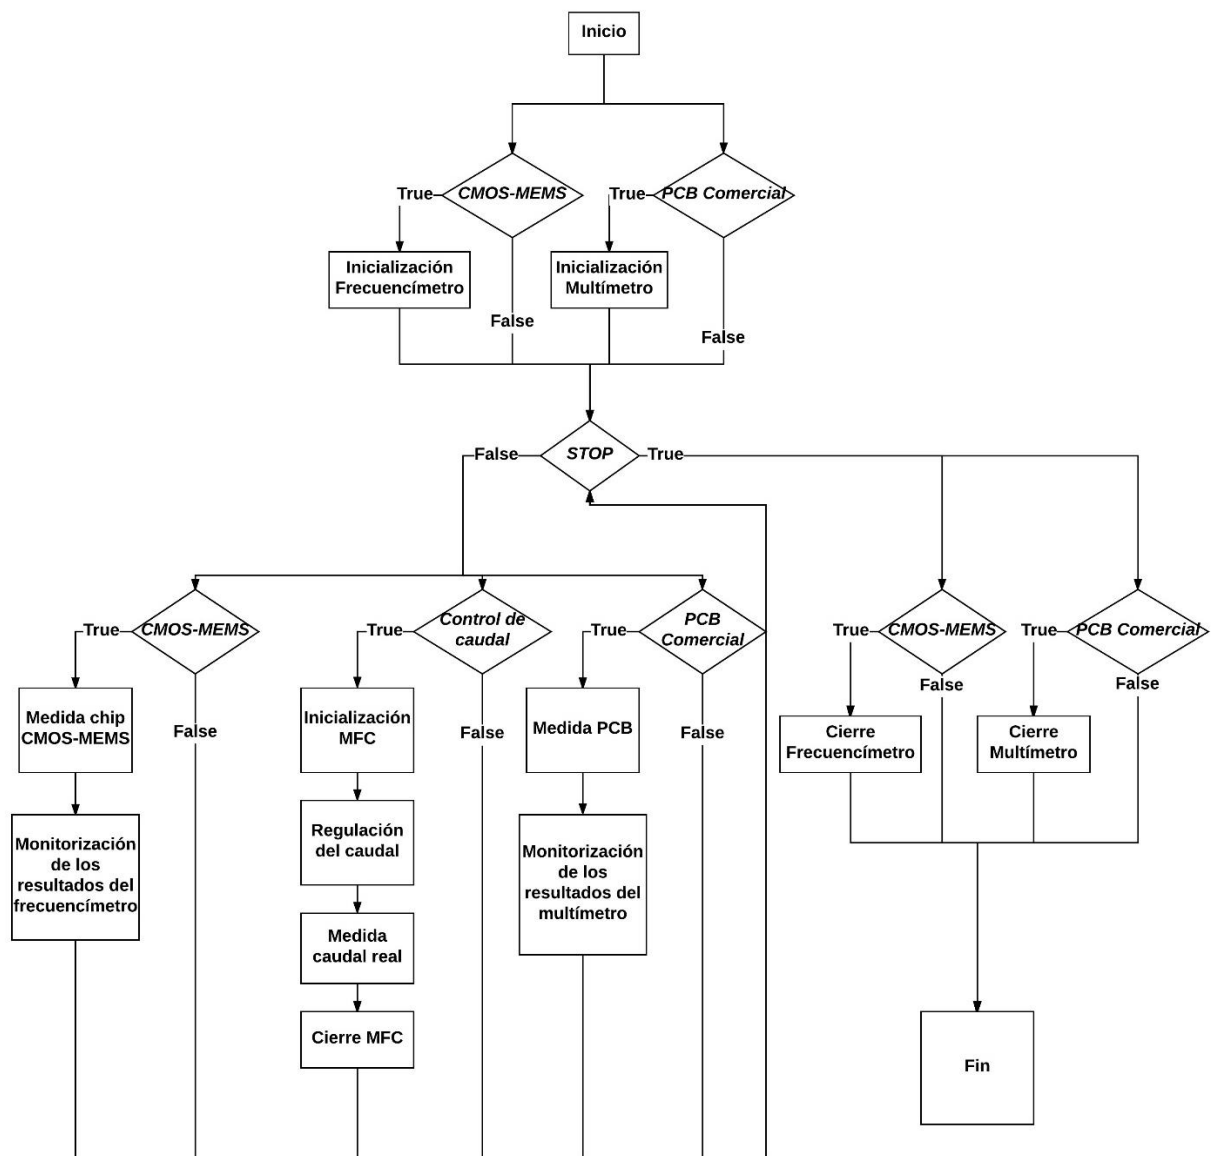 Inicio
CMOS-MEMS
PCB Comercial
True
True
Inicialización
Frecuencímetro
Inicialización
Multímetro
False
False
STOP
False
True
CMOS-MEMS
Control de
caudal
PCB
Comercial
CMOS-MEMS
PCB Comercial
True
True
True
True
True
False
False
Medida chip
CMOS-MEMS
False
Inicialización
MFC
False
Medida PCB
False
Cierre
Frecuencímetro
Cierre
Multímetro
Monitorización
de los
resultados del
frecuencímetro
Regulación
del caudal
Monitorización
de los
resultados del
multímetro
Medida
caudal real
Cierre MFC
Fin